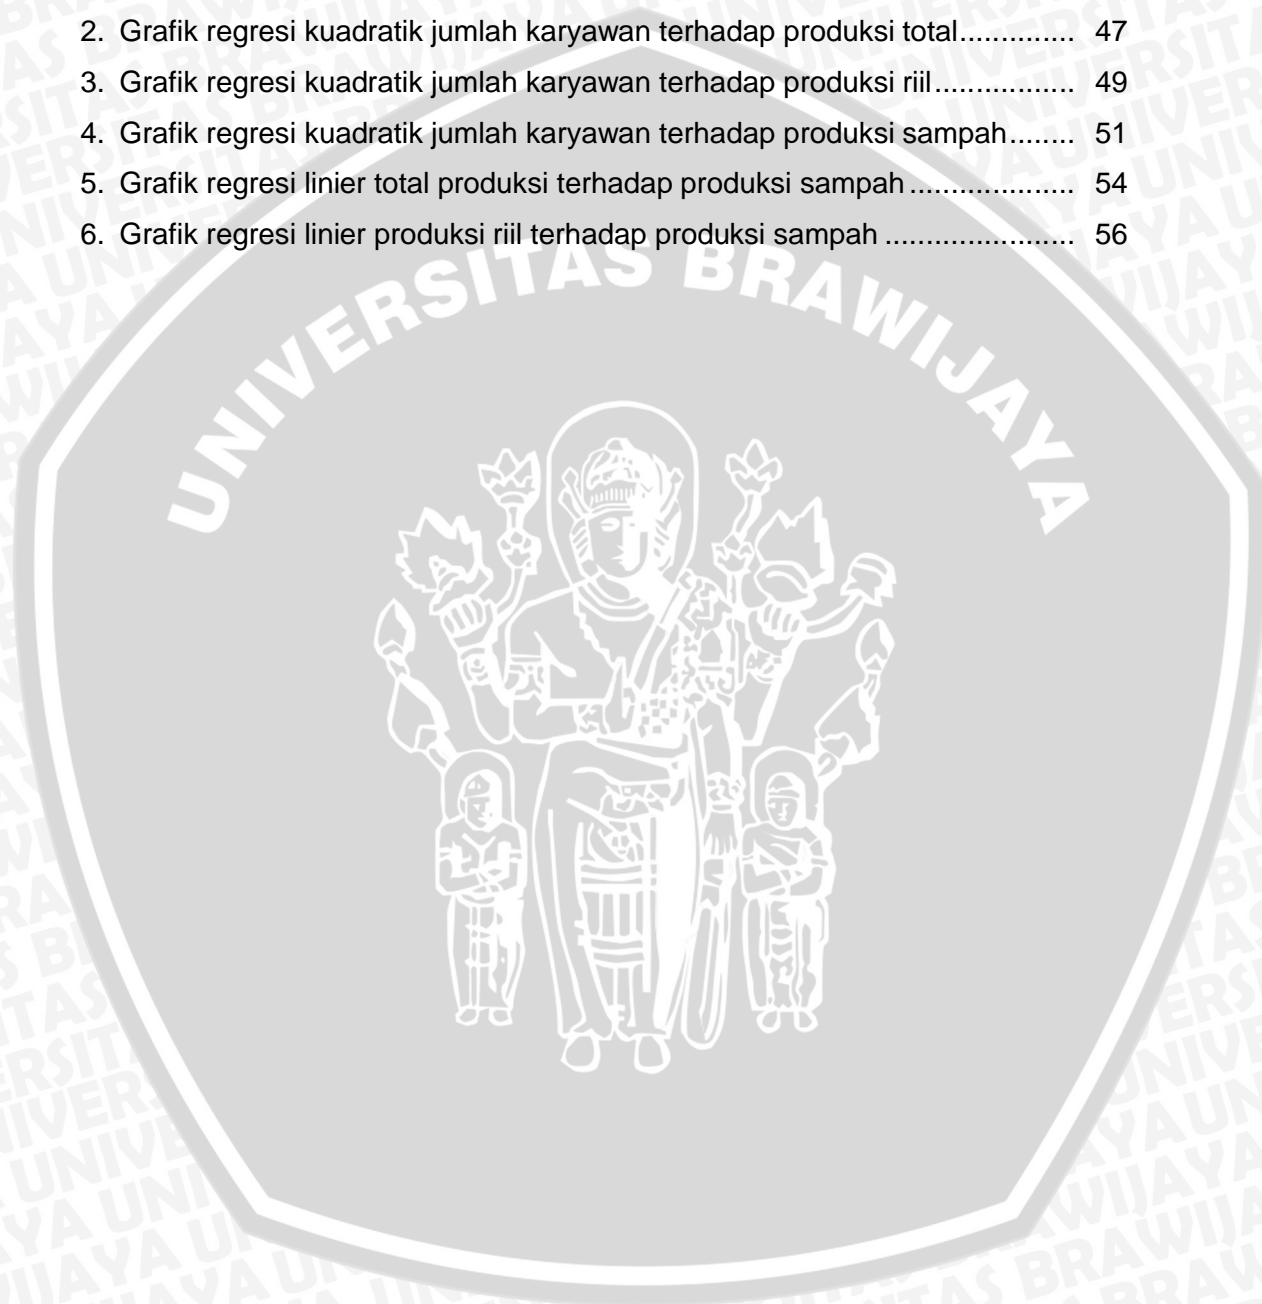 2. Grafik regresi kuadratik jumlah karyawan terhadap produksi total.............. 47
3. Grafik regresi kuadratik jumlah karyawan terhadap produksi riil................. 49
4. Grafik regresi kuadratik jumlah karyawan terhadap produksi sampah........ 51
5. Grafik regresi linier total produksi terhadap produksi sampah.................... 54
6. Grafik regresi linier produksi riil terhadap produksi sampah....................... 56
UNIVERSITAS BRAWIJAYA